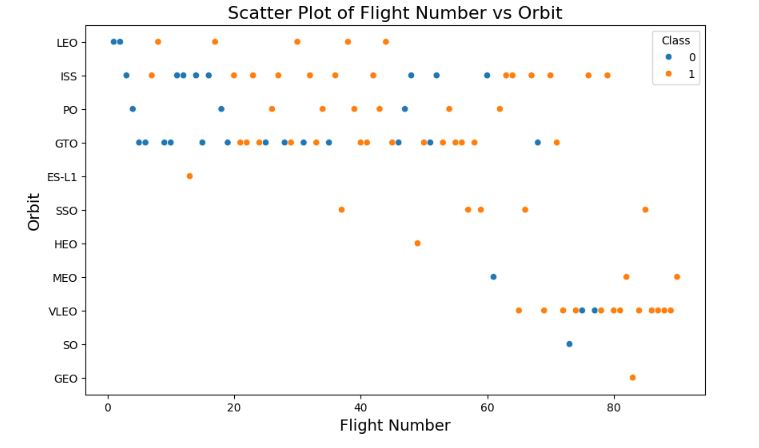 Scatter Plot of Flight Number vs Orbit
Class
0
1
Orbit
LEO
ISS
PO
GTO
ES-L1
SSO
HEO
MEO
VLEO
SO
GEO
0 20 40 60 80
Flight Number